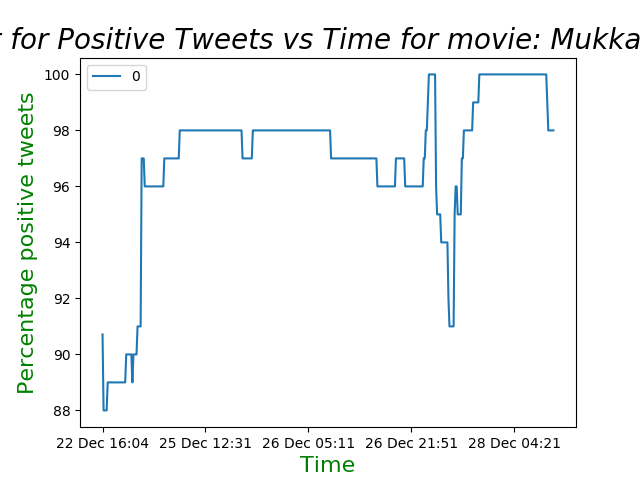 for Positive Tweets vs Time for movie: Mukka
0
100
98
96
94
92
90
88
Percentage positive tweets
22 Dec 16:04 25 Dec 12:31 26 Dec 05:11 26 Dec 21:51 28 Dec 04:21
Time